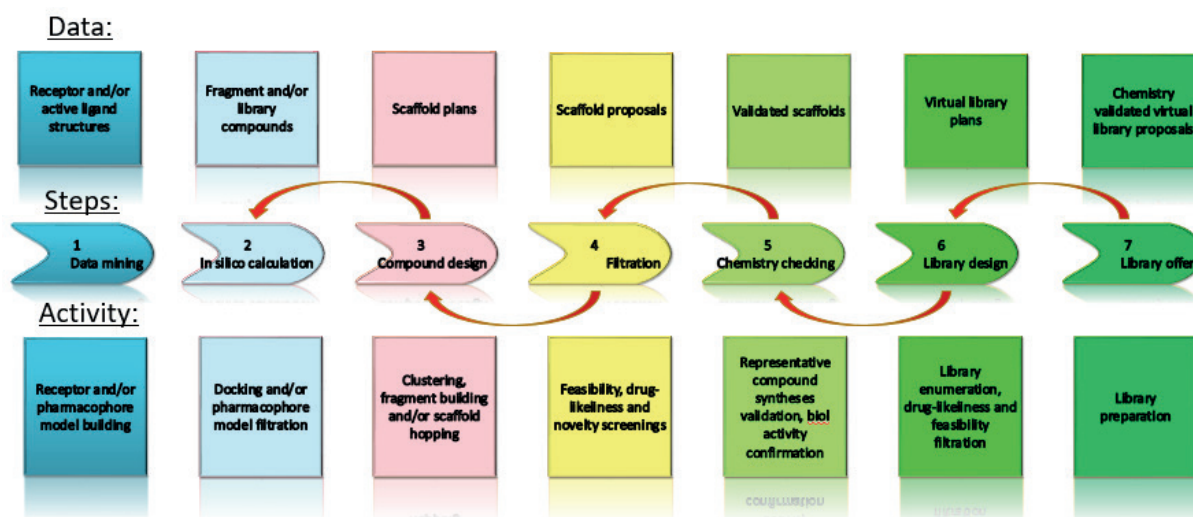 Data:
Receptor and/or
active ligand
structures
Fragment and/or
library
compounds
Scaffold plans
Scaffold proposals
Validated scaffolds
Virtual library
plans
Chemistry
validated virtual
library proposals
Steps:
1
Data mining
2
In silico calculation
3
Compound design
4
Filtration
5
Chemistry checking
6
Library design
7
Library offer
Activity:
Receptor and/or
pharmacophore
model building
Docking and/or
pharmacophore
model filtration
Clustering,
fragment building
and/or scaffold
hopping
Feasibility, drug-
likeliness and
novelty screenings
Representative
compound
syntheses
validation, biol
activity
confirmation
Library
enumeration,
drug-likeliness and
feasibility
filtration
Library
preparation